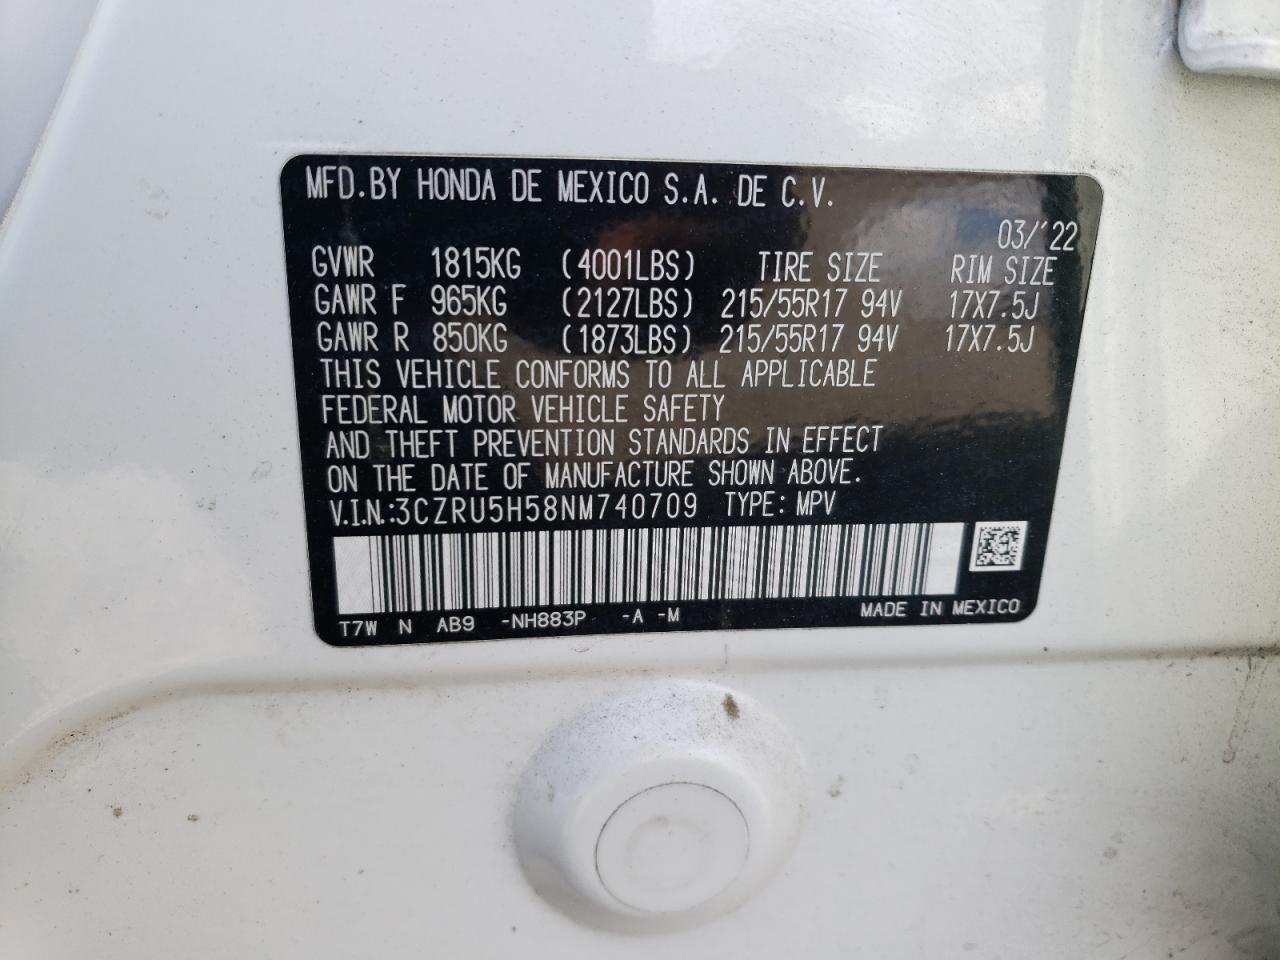 MFD.BY HONDA DE MEXICO S.A. DE C.V.
03/'22
GVWR 1815KG (4001LBS) TIRE SIZE RIM SIZE
GAWR F 965KG (2127LBS) 215/55R17 94V 17X7.5J
GAWR R 850KG (1873LBS) 215/55R17 94V 17X7.5J
THIS VEHICLE CONFORMS TO ALL APPLICABLE
FEDERAL MOTOR VEHICLE SAFETY
AND THEFT PREVENTION STANDARDS IN EFFECT
ON THE DATE OF MANUFACTURE SHOWN ABOVE.
V.I.N.:3CZRU5H58NM740709 TYPE: MPV
T7W N AB9 -NH883P -A -M MADE IN MEXICO